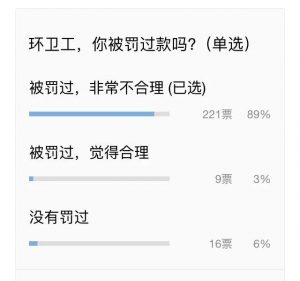 环卫工，你被罚过款吗?（单选）
被罚过，非常不合理 (已选)
221票 89%
被罚过，觉得合理
9票 3%
没有罚过
16票 6%